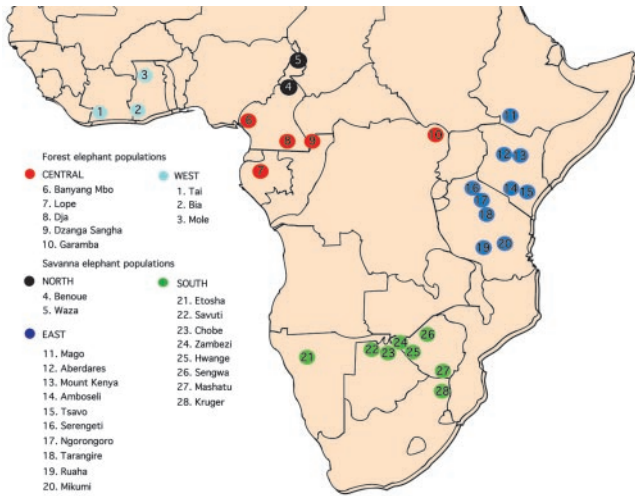 5
4
3
1
2
11
6
10
8
9
12
13
7
16
14
15
17
18
19
20
Forest elephant populations
CENTRAL
6. Banyang Mbo
7. Lope
8. Dja
9. Dzanga Sangha
10. Garamba
WEST
1. Tai
2. Bia
3. Mole
Savanna elephant populations
NORTH
4. Benoue
5. Waza
EAST
11. Mago
12. Aberdares
13. Mount Kenya
14. Amboseli
15. Tsavo
16. Serengeti
17. Ngorongoro
18. Tarangire
19. Ruaha
20. Mikumi
SOUTH
21. Etosha
22. Savuti
23. Chobe
24. Zambezi
25. Hwange
26. Sengwa
27. Mashatu
28. Kruger
26
24
22
23
25
21
27
28